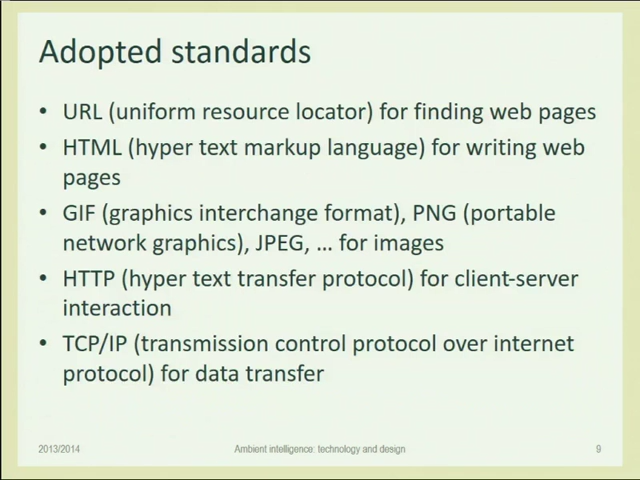 Adopted standards
• URL (uniform resource locator) for finding web pages
• HTML (hyper text markup language) for writing web
pages
• GIF (graphics interchange format), PNG (portable
network graphics), JPEG, ... for images
• HTTP (hyper text transfer protocol) for client-server
interaction
• TCP/IP (transmission control protocol over internet
protocol) for data transfer
2013/2014 Ambient intelligence: technology and design 9